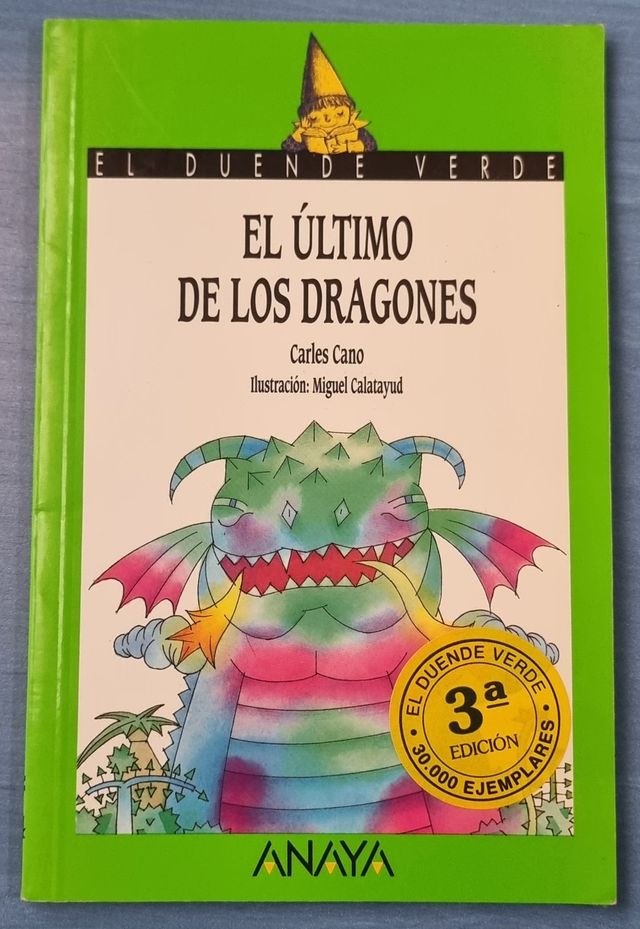 EL DUENDE VERDE
EL ÚLTIMO
DE LOS DRAGONES
Carles Cano
Ilustración: Miguel Calatayud
EL DUENDE VERDE
3ª
EDICIÓN
30.000 EJEMPLARES
ANAYA